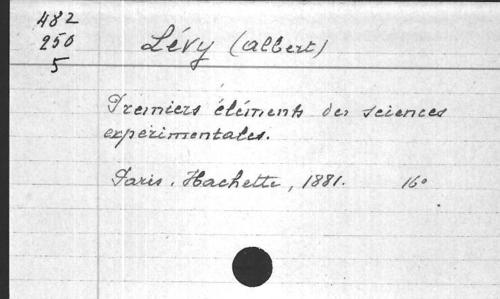 482
250
5
Lévy (Albert)
Premiers éléments des sciences
expérimentales.
Paris. Hachette, 1881. 16°